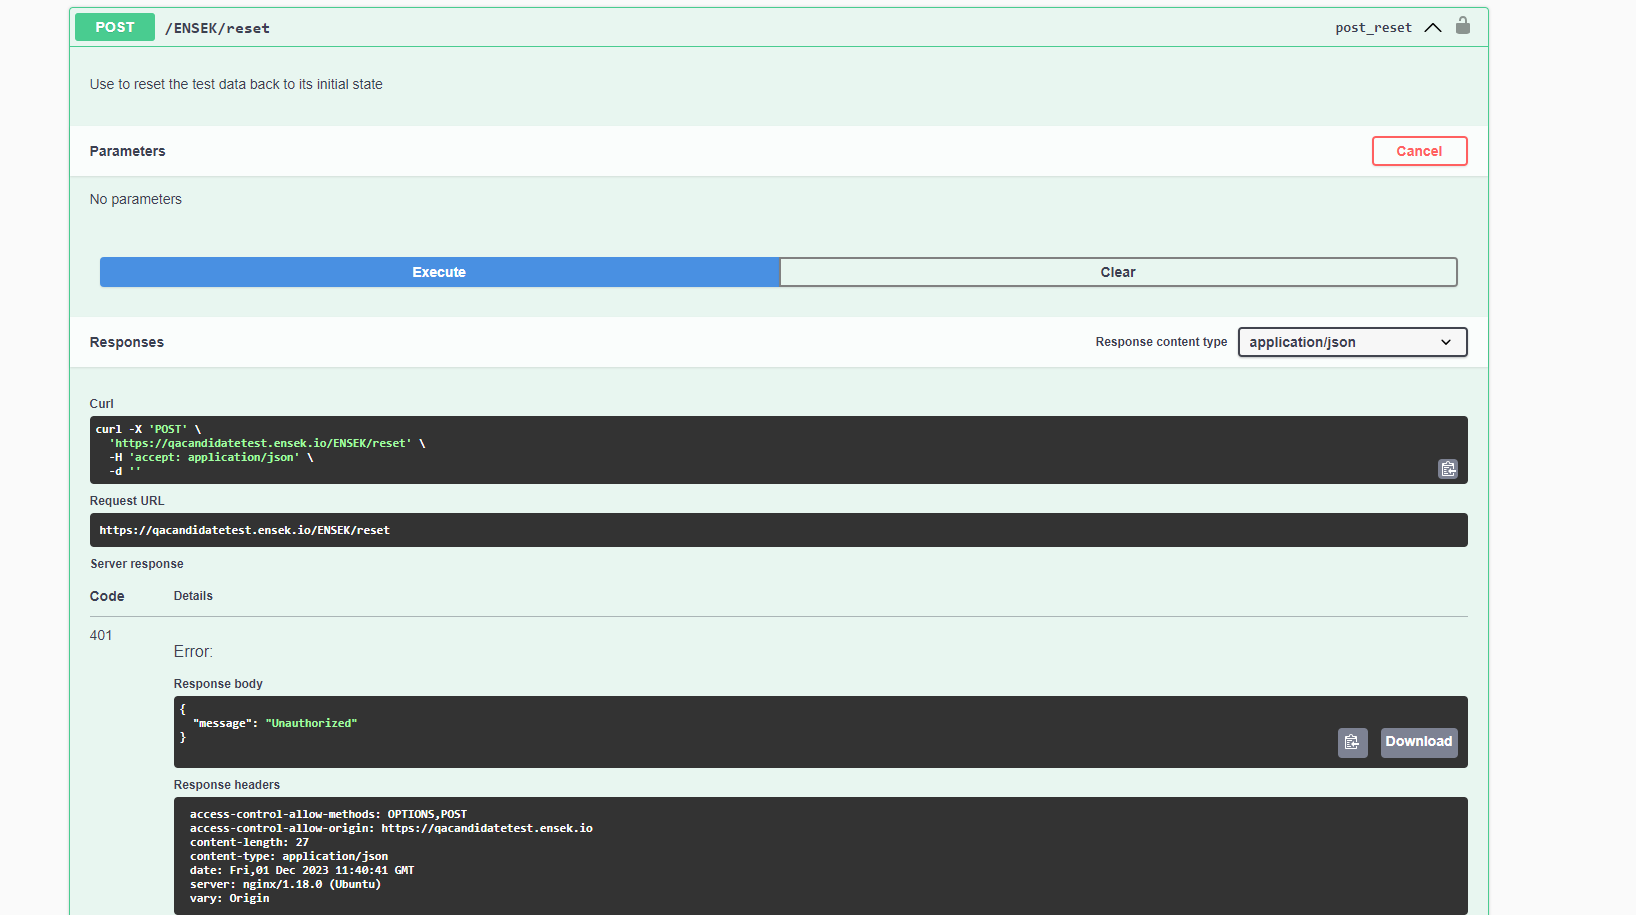 POST /ENSEK/reset post_reset
Use to reset the test data back to its initial state
Parameters Cancel
No parameters
Execute Clear
Responses Response content type application/json
Curl
curl -X 'POST' \
'https://qacandidatetest.ensek.io/ENSEK/reset' \
-H 'accept: application/json' \
-d ''
Request URL
https://qacandidatetest.ensek.io/ENSEK/reset
Server response
Code Details
401
Error:
Response body
{
"message": "Unauthorized"
}
Download
Response headers
access-control-allow-methods: OPTIONS,POST
access-control-allow-origin: https://qacandidatetest.ensek.io
content-length: 27
content-type: application/json
date: Fri,01 Dec 2023 11:40:41 GMT
server: nginx/1.18.0 (Ubuntu)
vary: Origin